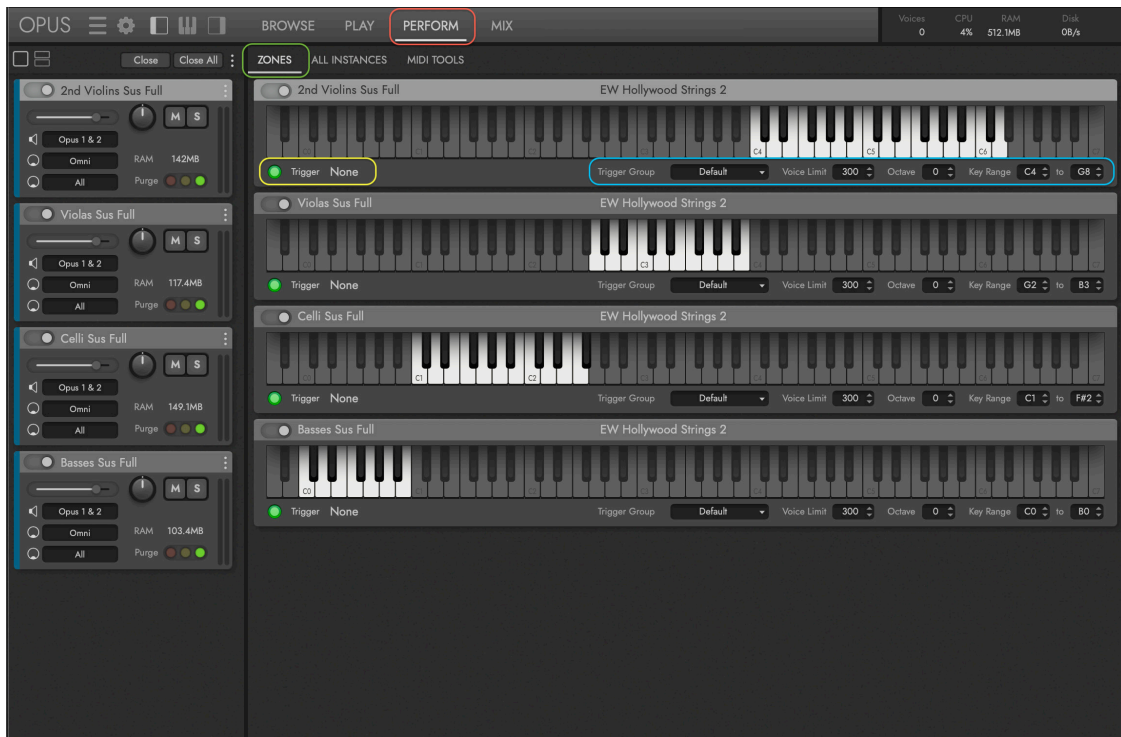 OPUS BROWSE PLAY PERFORM MIX Voices CPU RAM Disk
0 4% 512.1MB 0B/s
Close Close All ZONES ALL INSTANCES MIDI TOOLS
2nd Violins Sus Full
M S
Opus 1 & 2
Omni RAM 142MB
All Purge
Violas Sus Full
M S
Opus 1 & 2
Omni RAM 117.4MB
All Purge
Celli Sus Full
M S
Opus 1 & 2
Omni RAM 149.1MB
All Purge
Basses Sus Full
M S
Opus 1 & 2
Omni RAM 103.4MB
All Purge
2nd Violins Sus Full EW Hollywood Strings 2
C4 C5 C6
Trigger None Trigger Group Default Voice Limit 300 Octave 0 Key Range C4 to G8
Violas Sus Full EW Hollywood Strings 2
C3
Trigger None Trigger Group Default Voice Limit 300 Octave 0 Key Range G2 to B3
Celli Sus Full EW Hollywood Strings 2
C1 C2
Trigger None Trigger Group Default Voice Limit 300 Octave 0 Key Range C1 to F#2
Basses Sus Full EW Hollywood Strings 2
C0
Trigger None Trigger Group Default Voice Limit 300 Octave 0 Key Range C0 to B0